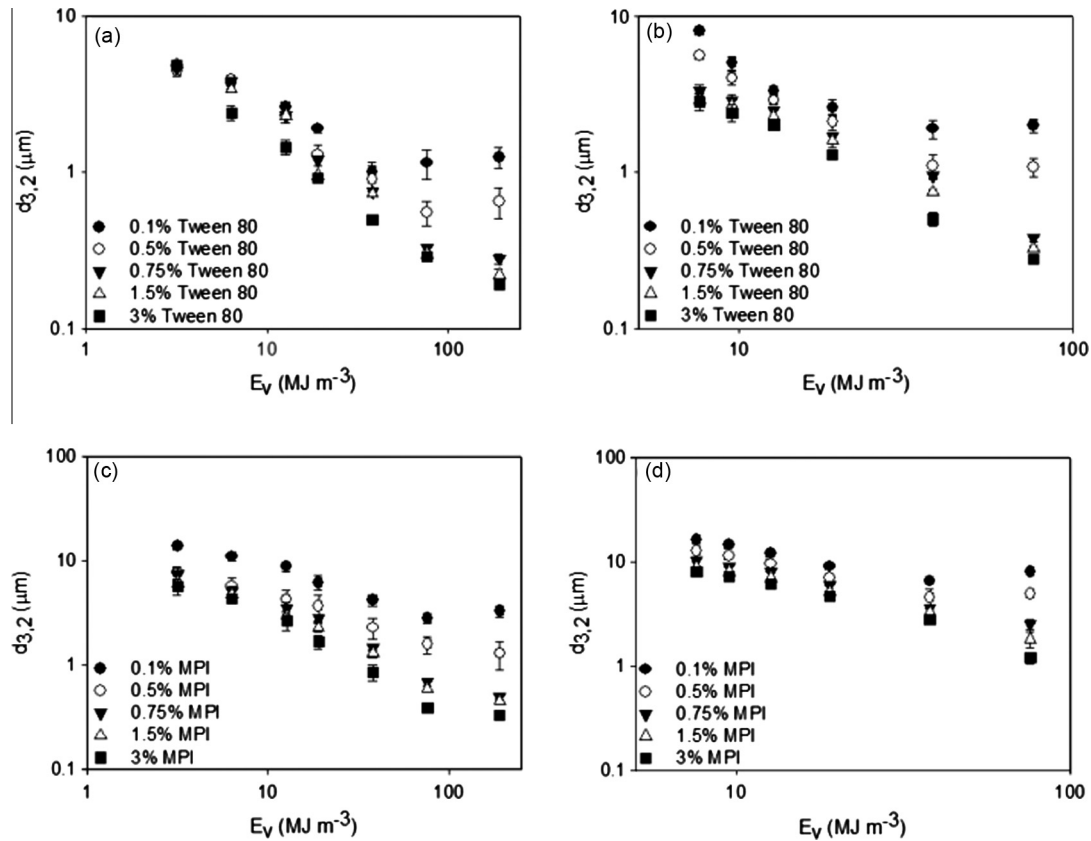 (a)
10
1
0.1
d3,2 (μm)
0.1% Tween 80
0.5% Tween 80
0.75% Tween 80
1.5% Tween 80
3% Tween 80
1
10
100
Ev (MJ m-3)
(b)
10
1
0.1
d3,2 (μm)
0.1% Tween 80
0.5% Tween 80
0.75% Tween 80
1.5% Tween 80
3% Tween 80
10
100
Ev (MJ m-3)
(c)
100
10
1
0.1
d3,2 (μm)
0.1% MPI
0.5% MPI
0.75% MPI
1.5% MPI
3% MPI
1
10
100
Ev (MJ m-3)
(d)
100
10
1
0.1
d3,2 (μm)
0.1% MPI
0.5% MPI
0.75% MPI
1.5% MPI
3% MPI
10
100
Ev (MJ m-3)